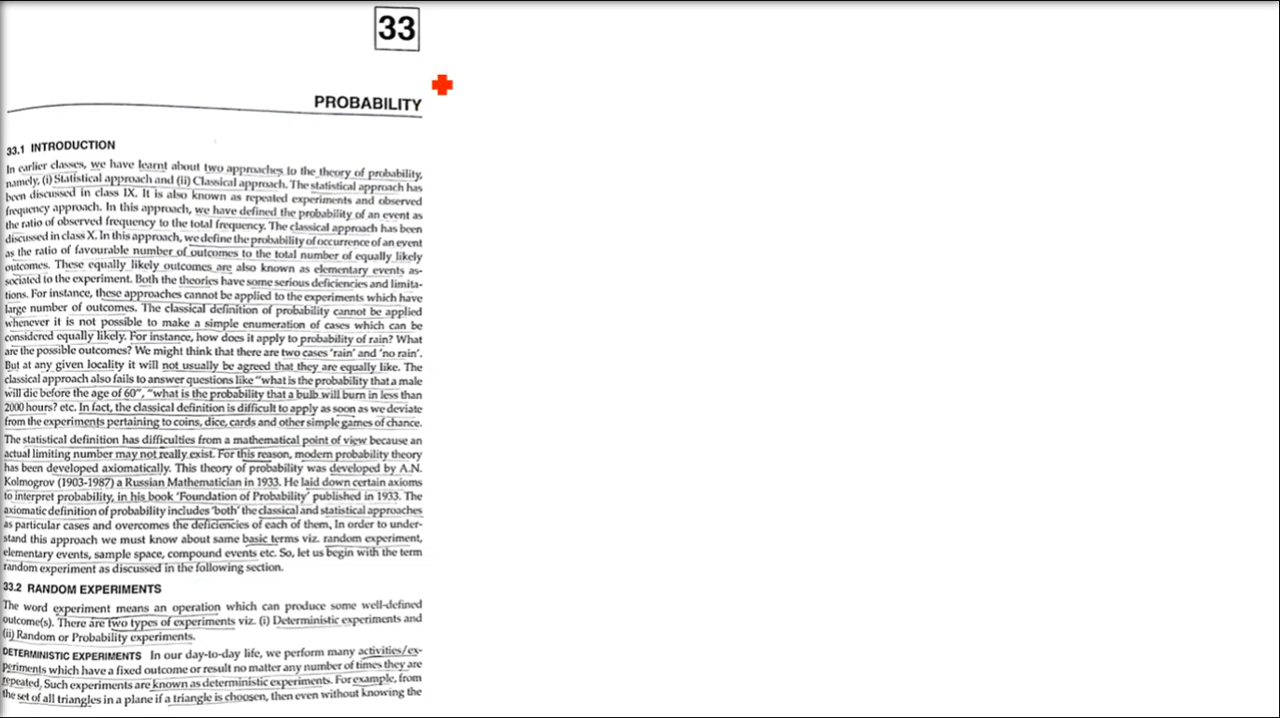 33
PROBABILITY
33.1 INTRODUCTION
In earlier classes, we have learnt about two approaches to the theory of probability,
namely, (i) Statistical approach and (ii) Classical approach. The statistical approach has
been discussed in class IX. It is also known as repeated experiments and observed
frequency approach. In this approach, we have defined the probability of an event as
the ratio of observed frequency to the total frequency. The classical approach has been
discussed in class X. In this approach, we define the probability of occurrence of an event
as the ratio of favourable number of outcomes to the total number of equally likely
outcomes. These equally likely outcomes are also known as elementary events as-
sociated to the experiment. Both the theories have some serious deficiencies and limita-
tions. For instance, these approaches cannot be applied to the experiments which have
large number of outcomes. The classical definition of probability cannot be applied
whenever it is not possible to make a simple enumeration of cases which can be
considered equally likely. For instance, how does it apply to probability of rain? What
are the possible outcomes? We might think that there are two cases 'rain' and 'no rain'.
But at any given locality it will not usually be agreed that they are equally like. The
classical approach also fails to answer questions like "what is the probability that a male
will die before the age of 60", "what is the probability that a bulb will burn in less than
2000 hours? etc. In fact, the classical definition is difficult to apply as soon as we deviate
from the experiments pertaining to coins, dice, cards and other simple games of chance.
The statistical definition has difficulties from a mathematical point of view because an
actual limiting number may not really exist. For this reason, modern probability theory
has been developed axiomatically. This theory of probability was developed by A.N.
Kolmogrov (1903-1987) a Russian Mathematician in 1933. He laid down certain axioms
to interpret probability, in his book 'Foundation of Probability' published in 1933. The
axiomatic definition of probability includes 'both' the classical and statistical approaches
as particular cases and overcomes the deficiencies of each of them, In order to under-
stand this approach we must know about same basic terms viz. random experiment,
elementary events, sample space, compound events etc. So, let us begin with the term
random experiment as discussed in the following section.
33.2 RANDOM EXPERIMENTS
The word experiment means an operation which can produce some well-defined
outcome(s). There are two types of experiments viz. (i) Deterministic experiments and
(ii) Random or Probability experiments.
DETERMINISTIC EXPERIMENTS In our day-to-day life, we perform many activities/ex-
periments which have a fixed outcome or result no matter any number of times they are
repeated, Such experiments are known as deterministic experiments. For example, from
the set of all triangles in a plane if a triangle is choosen, then even without knowing the